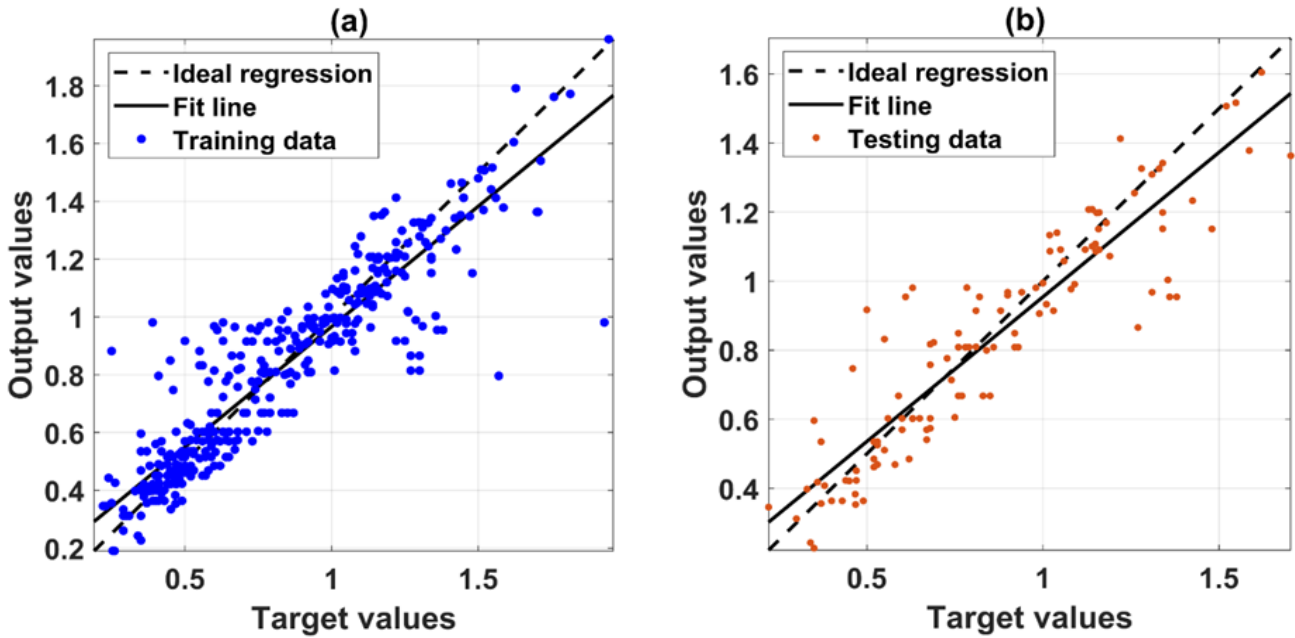 (a)
Ideal regression
Fit line
Training data
Output values
1.8
1.6
1.4
1.2
1
0.8
0.6
0.4
0.2
0.5
1
1.5
Target values
(b)
Ideal regression
Fit line
Testing data
Output values
1.6
1.4
1.2
1
0.8
0.6
0.4
0.5
1
1.5
Target values